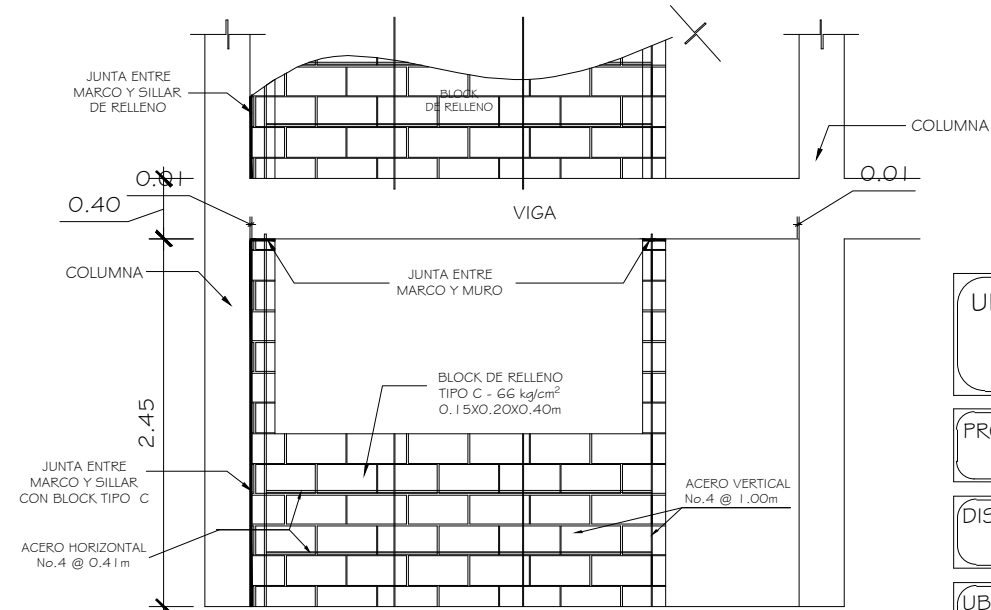 JUNTA ENTRE
MARCO Y SILLAR
DE RELLENO
BLOCK
DE RELLENO
COLUMNA
0.01
0.40
0.01
VIGA
COLUMNA
JUNTA ENTRE
MARCO Y MURO
BLOCK DE RELLENO
TIPO C - 66 kg/cm²
0.15X0.20X0.40m
2.45
JUNTA ENTRE
MARCO Y SILLAR
CON BLOCK TIPO C
ACERO VERTICAL
No.4 @ 1.00m
ACERO HORIZONTAL
No.4 @ 0.41m